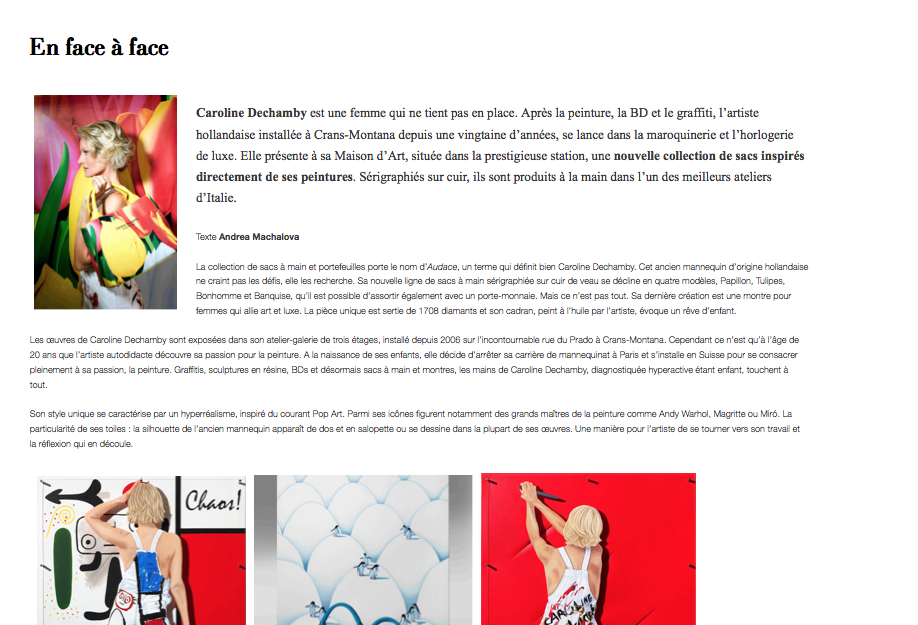 En face à face
Caroline Dechamby est une femme qui ne tient pas en place. Après la peinture, la BD et le graffiti, l'artiste
hollandaise installée à Crans-Montana depuis une vingtaine d'années, se lance dans la maroquinerie et l'horlogerie
de luxe. Elle présente à sa Maison d'Art, située dans la prestigieuse station, une nouvelle collection de sacs inspirés
directement de ses peintures. Sérigraphiés sur cuir, ils sont produits à la main dans l'un des meilleurs ateliers
d'Italie.
Texte Andrea Machalova
La collection de sacs à main et portefeuilles porte le nom d'Audace, un terme qui définit bien Caroline Dechamby. Cet ancien mannequin d'origine hollandaise
ne craint pas les défis, elle les recherche. Sa nouvelle ligne de sacs à main sérigraphiée sur cuir de veau se décline en quatre modèles, Papillon, Tulipes,
Bonhomme et Banquise, qu'il est possible d'assortir également avec un porte-monnaie. Mais ce n'est pas tout. Sa dernière création est une montre pour
femmes qui allie art et luxe. La pièce unique est sertie de 1708 diamants et son cadran, peint à l'huile par l'artiste, évoque un rêve d'enfant.
Les œuvres de Caroline Dechamby sont exposées dans son atelier-galerie de trois étages, installé depuis 2006 sur l'incontournable rue du Prado à Crans-Montana. Cependant ce n'est qu'à l'âge de
20 ans que l'artiste autodidacte découvre sa passion pour la peinture. A la naissance de ses enfants, elle décide d'arrêter sa carrière de mannequinat à Paris et s'installe en Suisse pour se consacrer
pleinement à sa passion, la peinture. Graffitis, sculptures en résine, BDs et désormais sacs à main et montres, les mains de Caroline Dechamby, diagnostiquée hyperactive étant enfant, touchent à
tout.
Son style unique se caractérise par un hyperréalisme, inspiré du courant Pop Art. Parmi ses icônes figurent notamment des grands maîtres de la peinture comme Andy Warhol, Magritte ou Miró. La
particularité de ses toiles : la silhouette de l'ancien mannequin apparaît de dos et en salopette ou se dessine dans la plupart de ses œuvres. Une manière pour l'artiste de se tourner vers son travail et
la réflexion qui en découle.
Chaos!
CAROLINE